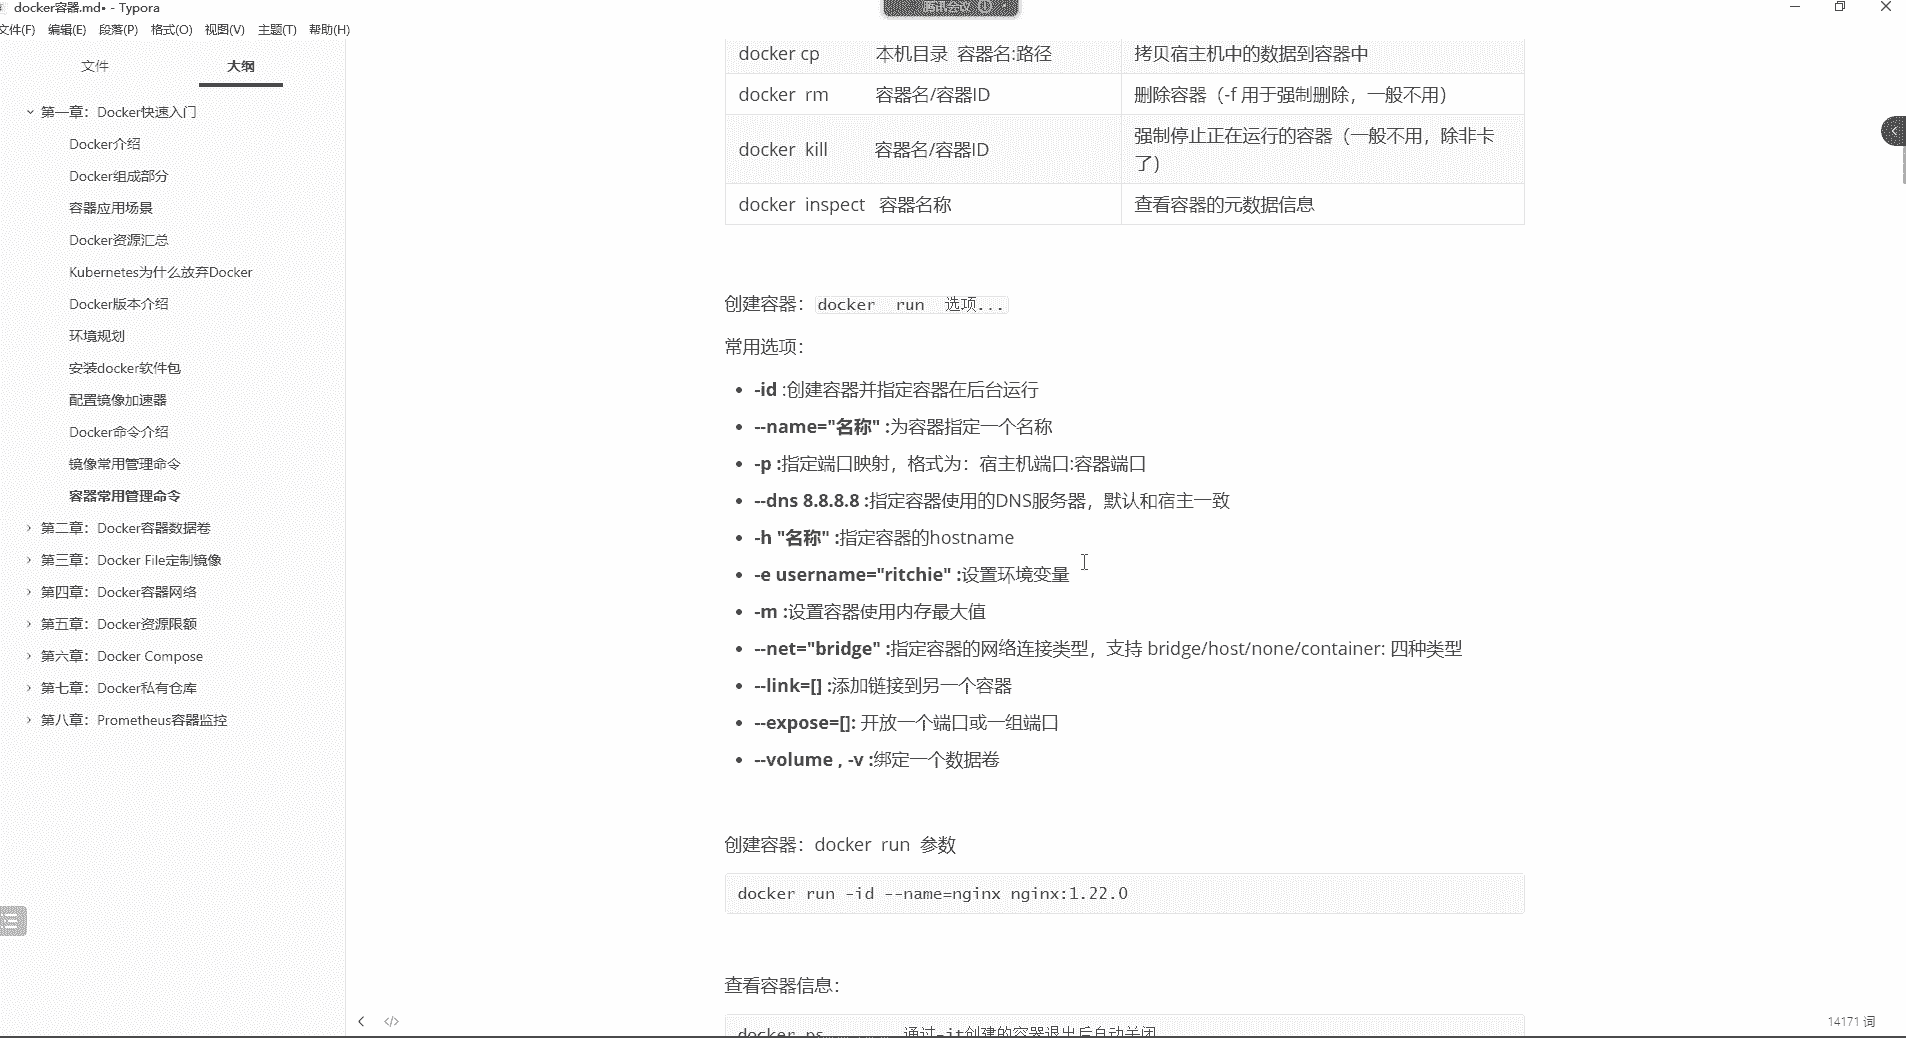 docker容器.md• - Typora
腾讯会议
文件(F) 编辑(E) 段落(P) 格式(O) 视图(V) 主题(T) 帮助(H)
文件 大纲
第一章：Docker快速入门
Docker介绍
Docker组成部分
容器应用场景
Docker资源汇总
Kubernetes为什么放弃Docker
Docker版本介绍
环境规划
安装docker软件包
配置镜像加速器
Docker命令介绍
镜像常用管理命令
容器常用管理命令
第二章：Docker容器数据卷
第三章：Docker File定制镜像
第四章：Docker容器网络
第五章：Docker资源限额
第六章：Docker Compose
第七章：Docker私有仓库
第八章：Prometheus容器监控
docker cp 本机目录 容器名:路径 拷贝宿主机中的数据到容器中
docker rm 容器名/容器ID 删除容器（-f 用于强制删除，一般不用）
docker kill 容器名/容器ID 强制停止正在运行的容器（一般不用，除非卡
了）
docker inspect 容器名称 查看容器的元数据信息
创建容器：docker run 选项...
常用选项：
• -id :创建容器并指定容器在后台运行
• --name="名称" :为容器指定一个名称
• -p :指定端口映射，格式为：宿主机端口:容器端口
• --dns 8.8.8.8 :指定容器使用的DNS服务器，默认和宿主一致
• -h "名称" :指定容器的hostname
• -e username="ritchie" :设置环境变量
• -m :设置容器使用内存最大值
• --net="bridge" :指定容器的网络连接类型，支持 bridge/host/none/container: 四种类型
• --link=[] :添加链接到另一个容器
• --expose=[]: 开放一个端口或一组端口
• --volume , -v :绑定一个数据卷
创建容器：docker run 参数
docker run -id --name=nginx nginx:1.22.0
查看容器信息：
docker ps 通过-it创建的容器退出后自动关闭
14171 词